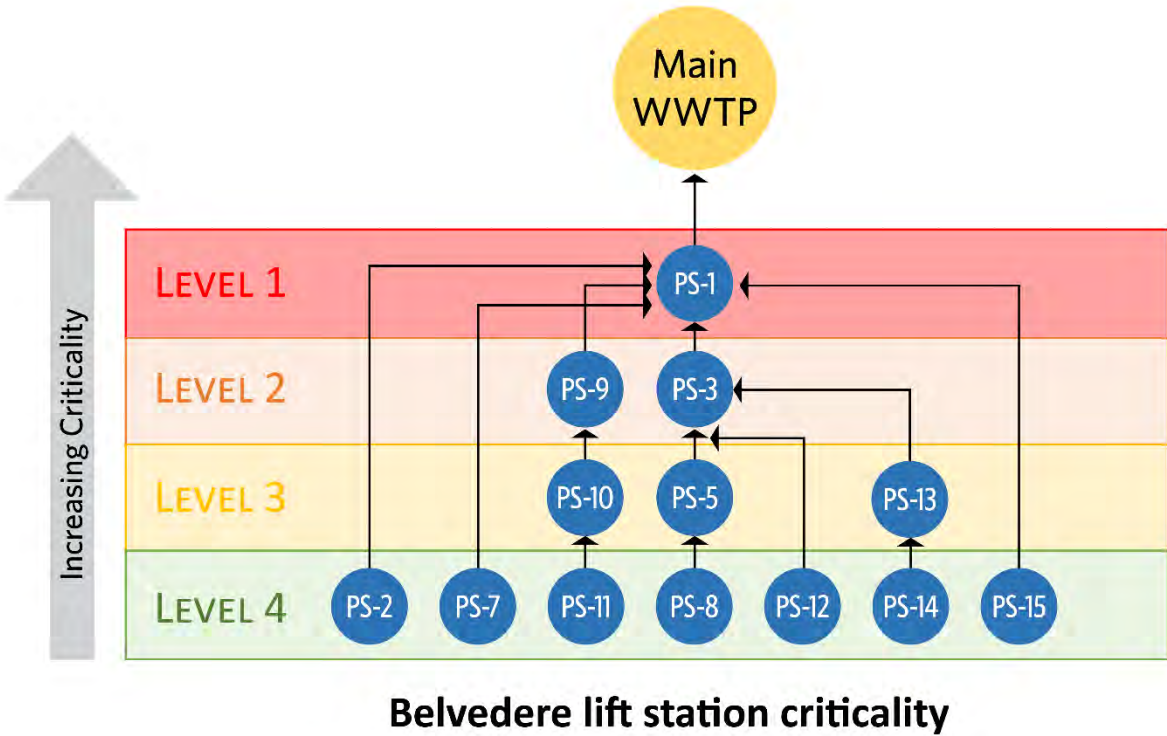 Main
WWTP
Increasing Criticality
LEVEL 1
PS-1
LEVEL 2
PS-9
PS-3
LEVEL 3
PS-10
PS-5
PS-13
LEVEL 4
PS-2
PS-7
PS-11
PS-8
PS-12
PS-14
PS-15
Belvedere lift station criticality